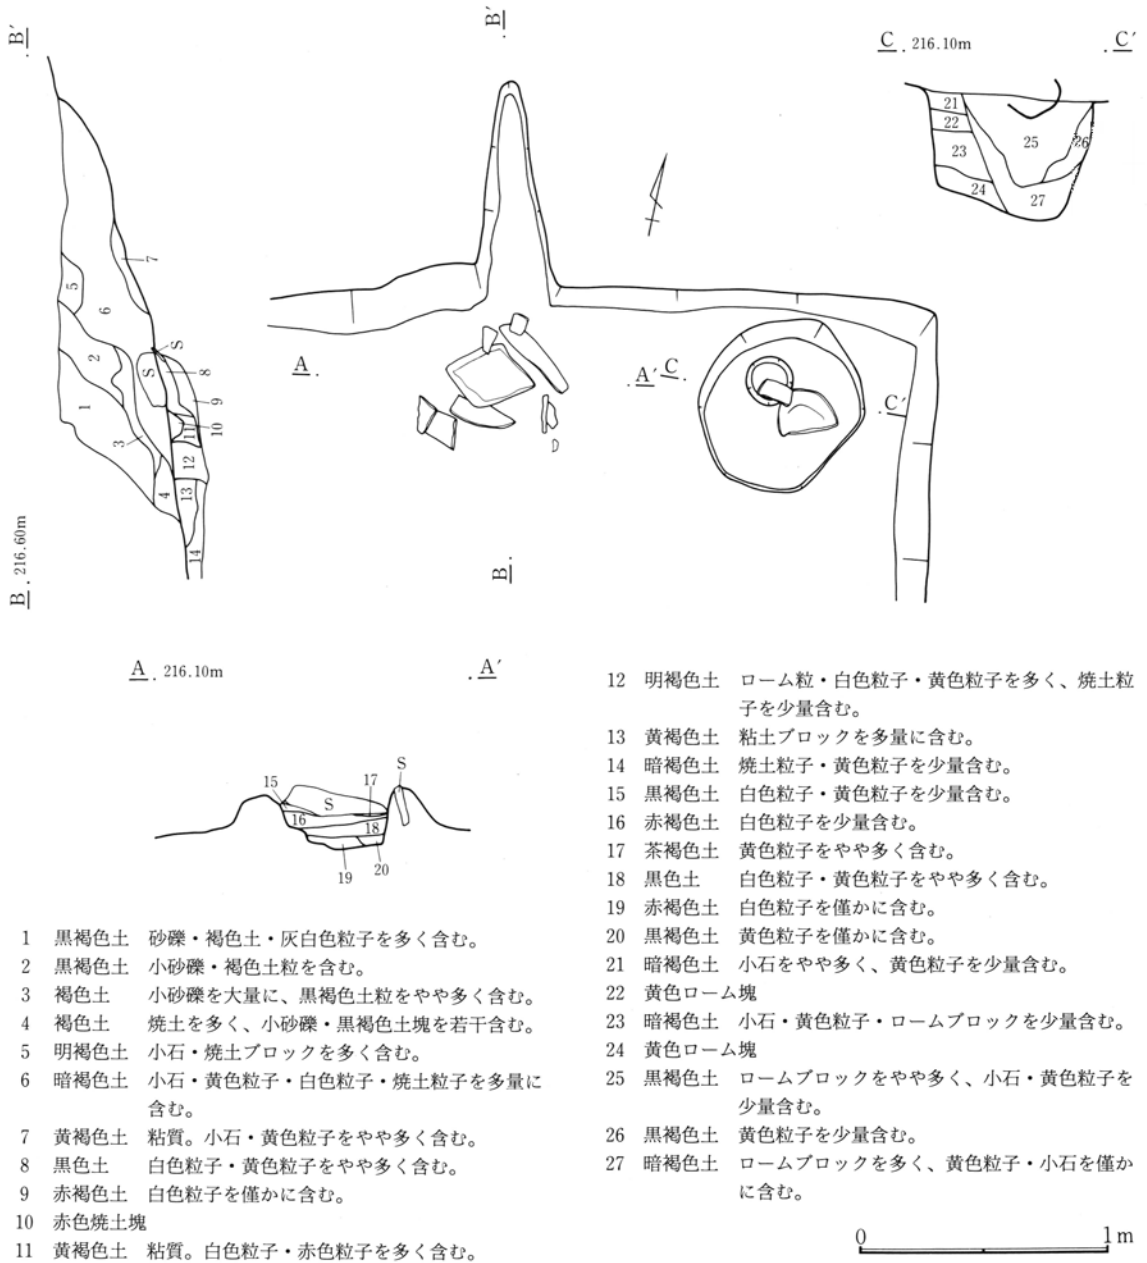 B′
B′
C . 216.10m
. C′
21
22
23
24
25
26
27
7
5
6
2
S
S
8
1
9
10
11
3
12
4
13
14
B . 216.60m
A .
. A′
C .
. C′
B .
A . 216.10m
. A′
15
17
S
S
16
18
19
20
1 黒褐色土 砂礫・褐色土・灰白色粒子を多く含む。
2 黒褐色土 小砂礫・褐色土粒を含む。
3 褐色土 小砂礫を大量に、黒褐色土粒をやや多く含む。
4 褐色土 焼土を多く、小砂礫・黒褐色土塊を若干含む。
5 明褐色土 小石・焼土ブロックを多く含む。
6 暗褐色土 小石・黄色粒子・白色粒子・焼土粒子を多量に
含む。
7 黄褐色土 粘質。小石・黄色粒子をやや多く含む。
8 黒色土 白色粒子・黄色粒子をやや多く含む。
9 赤褐色土 白色粒子を僅かに含む。
10 赤色焼土塊
11 黄褐色土 粘質。白色粒子・赤色粒子を多く含む。
12 明褐色土 ローム粒・白色粒子・黄色粒子を多く、焼土粒
子を少量含む。
13 黄褐色土 粘土ブロックを多量に含む。
14 暗褐色土 焼土粒子・黄色粒子を少量含む。
15 黒褐色土 白色粒子・黄色粒子を少量含む。
16 赤褐色土 白色粒子を少量含む。
17 茶褐色土 黄色粒子をやや多く含む。
18 黒色土 白色粒子・黄色粒子をやや多く含む。
19 赤褐色土 白色粒子を僅かに含む。
20 黒褐色土 黄色粒子を僅かに含む。
21 暗褐色土 小石をやや多く、黄色粒子を少量含む。
22 黄色ローム塊
23 暗褐色土 小石・黄色粒子・ロームブロックを少量含む。
24 黄色ローム塊
25 黒褐色土 ロームブロックをやや多く、小石・黄色粒子を
少量含む。
26 黒褐色土 黄色粒子を少量含む。
27 暗褐色土 ロームブロックを多く、黄色粒子・小石を僅か
に含む。
0 1m